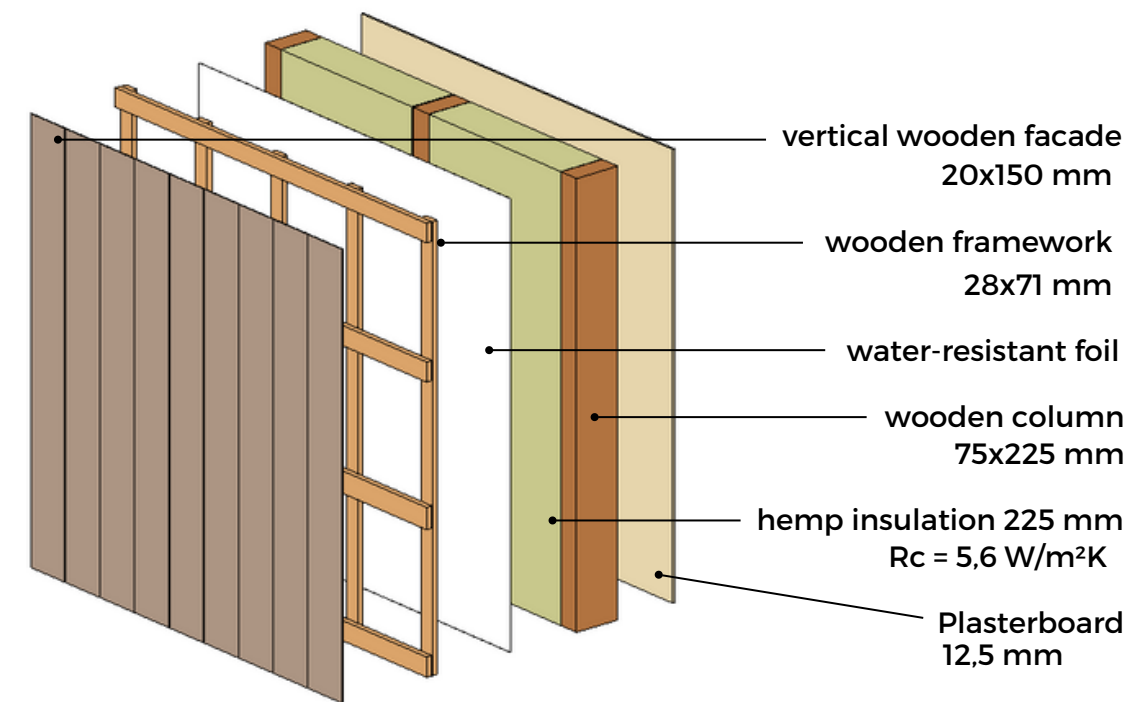 vertical wooden facade
20x150 mm
wooden framework
28x71 mm
water-resistant foil
wooden column
75x225 mm
hemp insulation 225 mm
Rc = 5,6 W/m²K
Plasterboard
12,5 mm